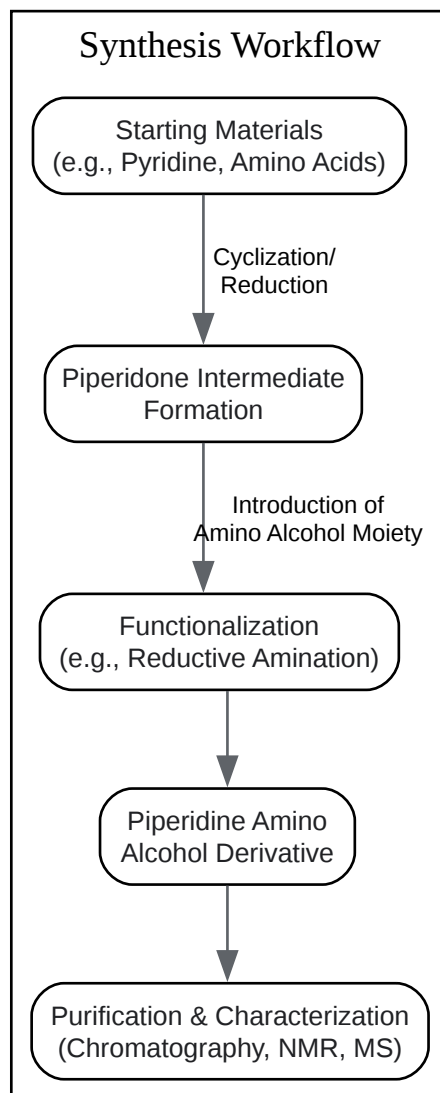 Synthesis Workflow
Starting Materials
(e.g., Pyridine, Amino Acids)
Cyclization/
Reduction
Piperidone Intermediate
Formation
Introduction of
Amino Alcohol Moiety
Functionalization
(e.g., Reductive Amination)
Piperidine Amino
Alcohol Derivative
Purification & Characterization
(Chromatography, NMR, MS)